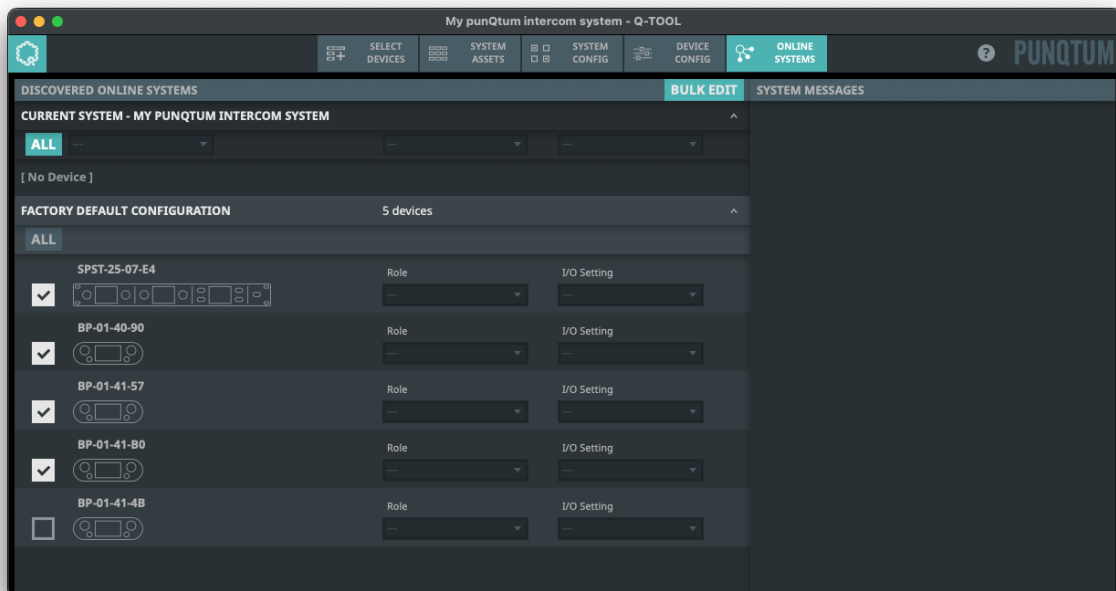 My punQtum intercom system - Q-TOOL
SELECT DEVICES
SYSTEM ASSETS
SYSTEM CONFIG
DEVICE CONFIG
ONLINE SYSTEMS
?
PUNQTUM
DISCOVERED ONLINE SYSTEMS
BULK EDIT
SYSTEM MESSAGES
CURRENT SYSTEM - MY PUNQTUM INTERCOM SYSTEM
ALL
---
---
---
[ No Device ]
FACTORY DEFAULT CONFIGURATION
5 devices
ALL
SPST-25-07-E4
Role
I/O Setting
---
---
BP-01-40-90
Role
I/O Setting
---
---
BP-01-41-57
Role
I/O Setting
---
---
BP-01-41-B0
Role
I/O Setting
---
---
BP-01-41-4B
Role
I/O Setting
---
---